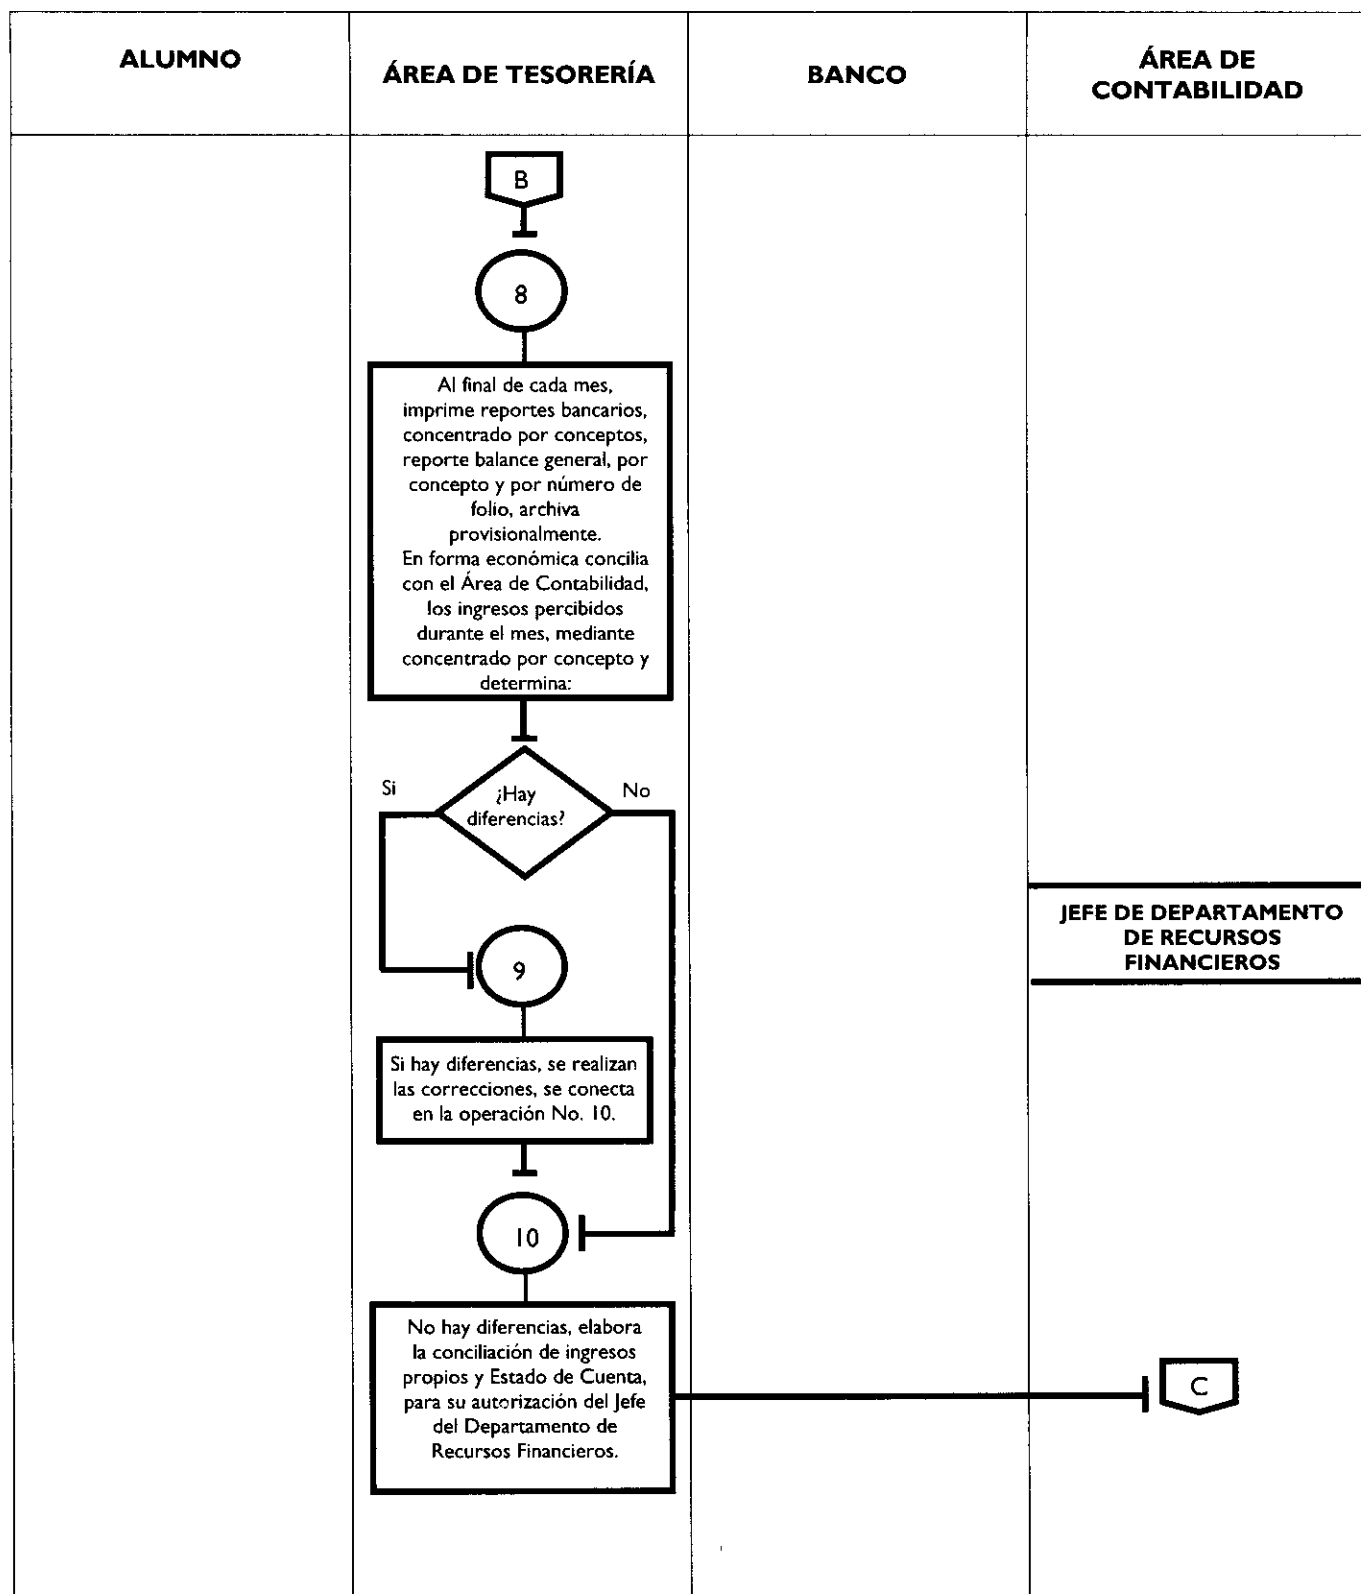 ALUMNO
ÁREA DE TESORERÍA
BANCO
ÁREA DE
CONTABILIDAD
B
8
Al final de cada mes,
imprime reportes bancarios,
concentrado por conceptos,
reporte balance general, por
concepto y por número de
folio, archiva
provisionalmente.
En forma económica concilia
con el Área de Contabilidad,
los ingresos percibidos
durante el mes, mediante
concentrado por concepto y
determina:
Si
¿Hay
diferencias?
No
JEFE DE DEPARTAMENTO
DE RECURSOS
FINANCIEROS
9
Si hay diferencias, se realizan
las correcciones, se conecta
en la operación No. 10.
10
No hay diferencias, elabora
la conciliación de ingresos
propios y Estado de Cuenta,
para su autorización del Jefe
del Departamento de
Recursos Financieros.
C